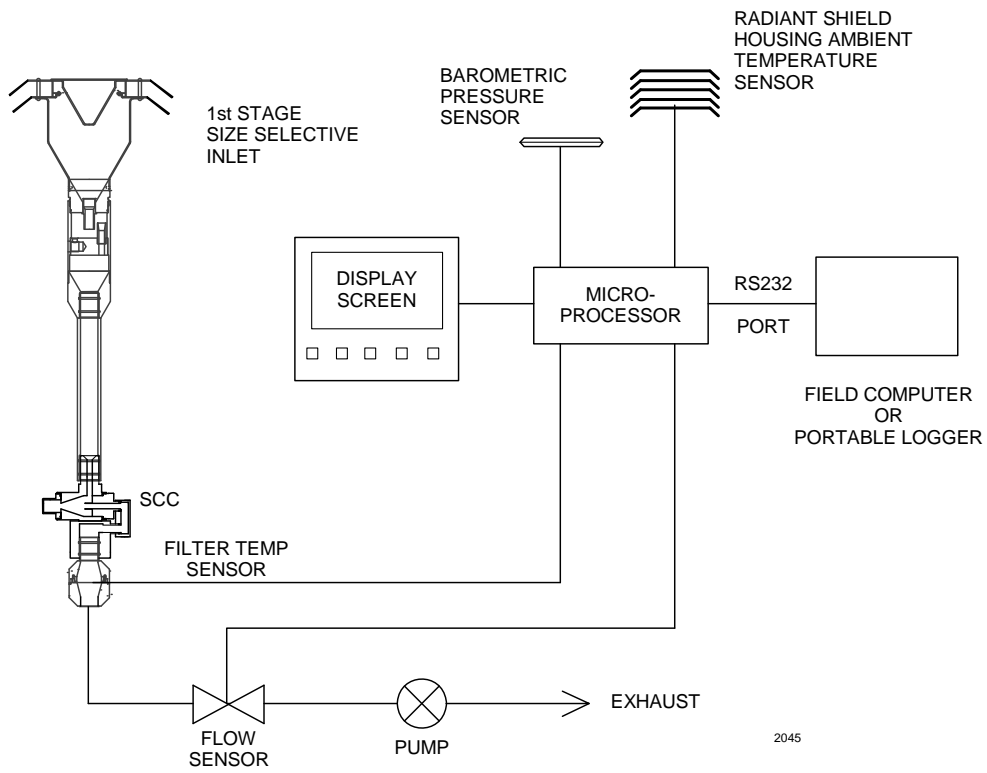 RADIANT SHIELD
HOUSING AMBIENT
TEMPERATURE
SENSOR
BAROMETRIC
PRESSURE
SENSOR
1st STAGE
SIZE SELECTIVE
INLET
DISPLAY
SCREEN
MICRO-
PROCESSOR
RS232
PORT
FIELD COMPUTER
OR
PORTABLE LOGGER
SCC
FILTER TEMP
SENSOR
EXHAUST
FLOW
SENSOR
PUMP
2045